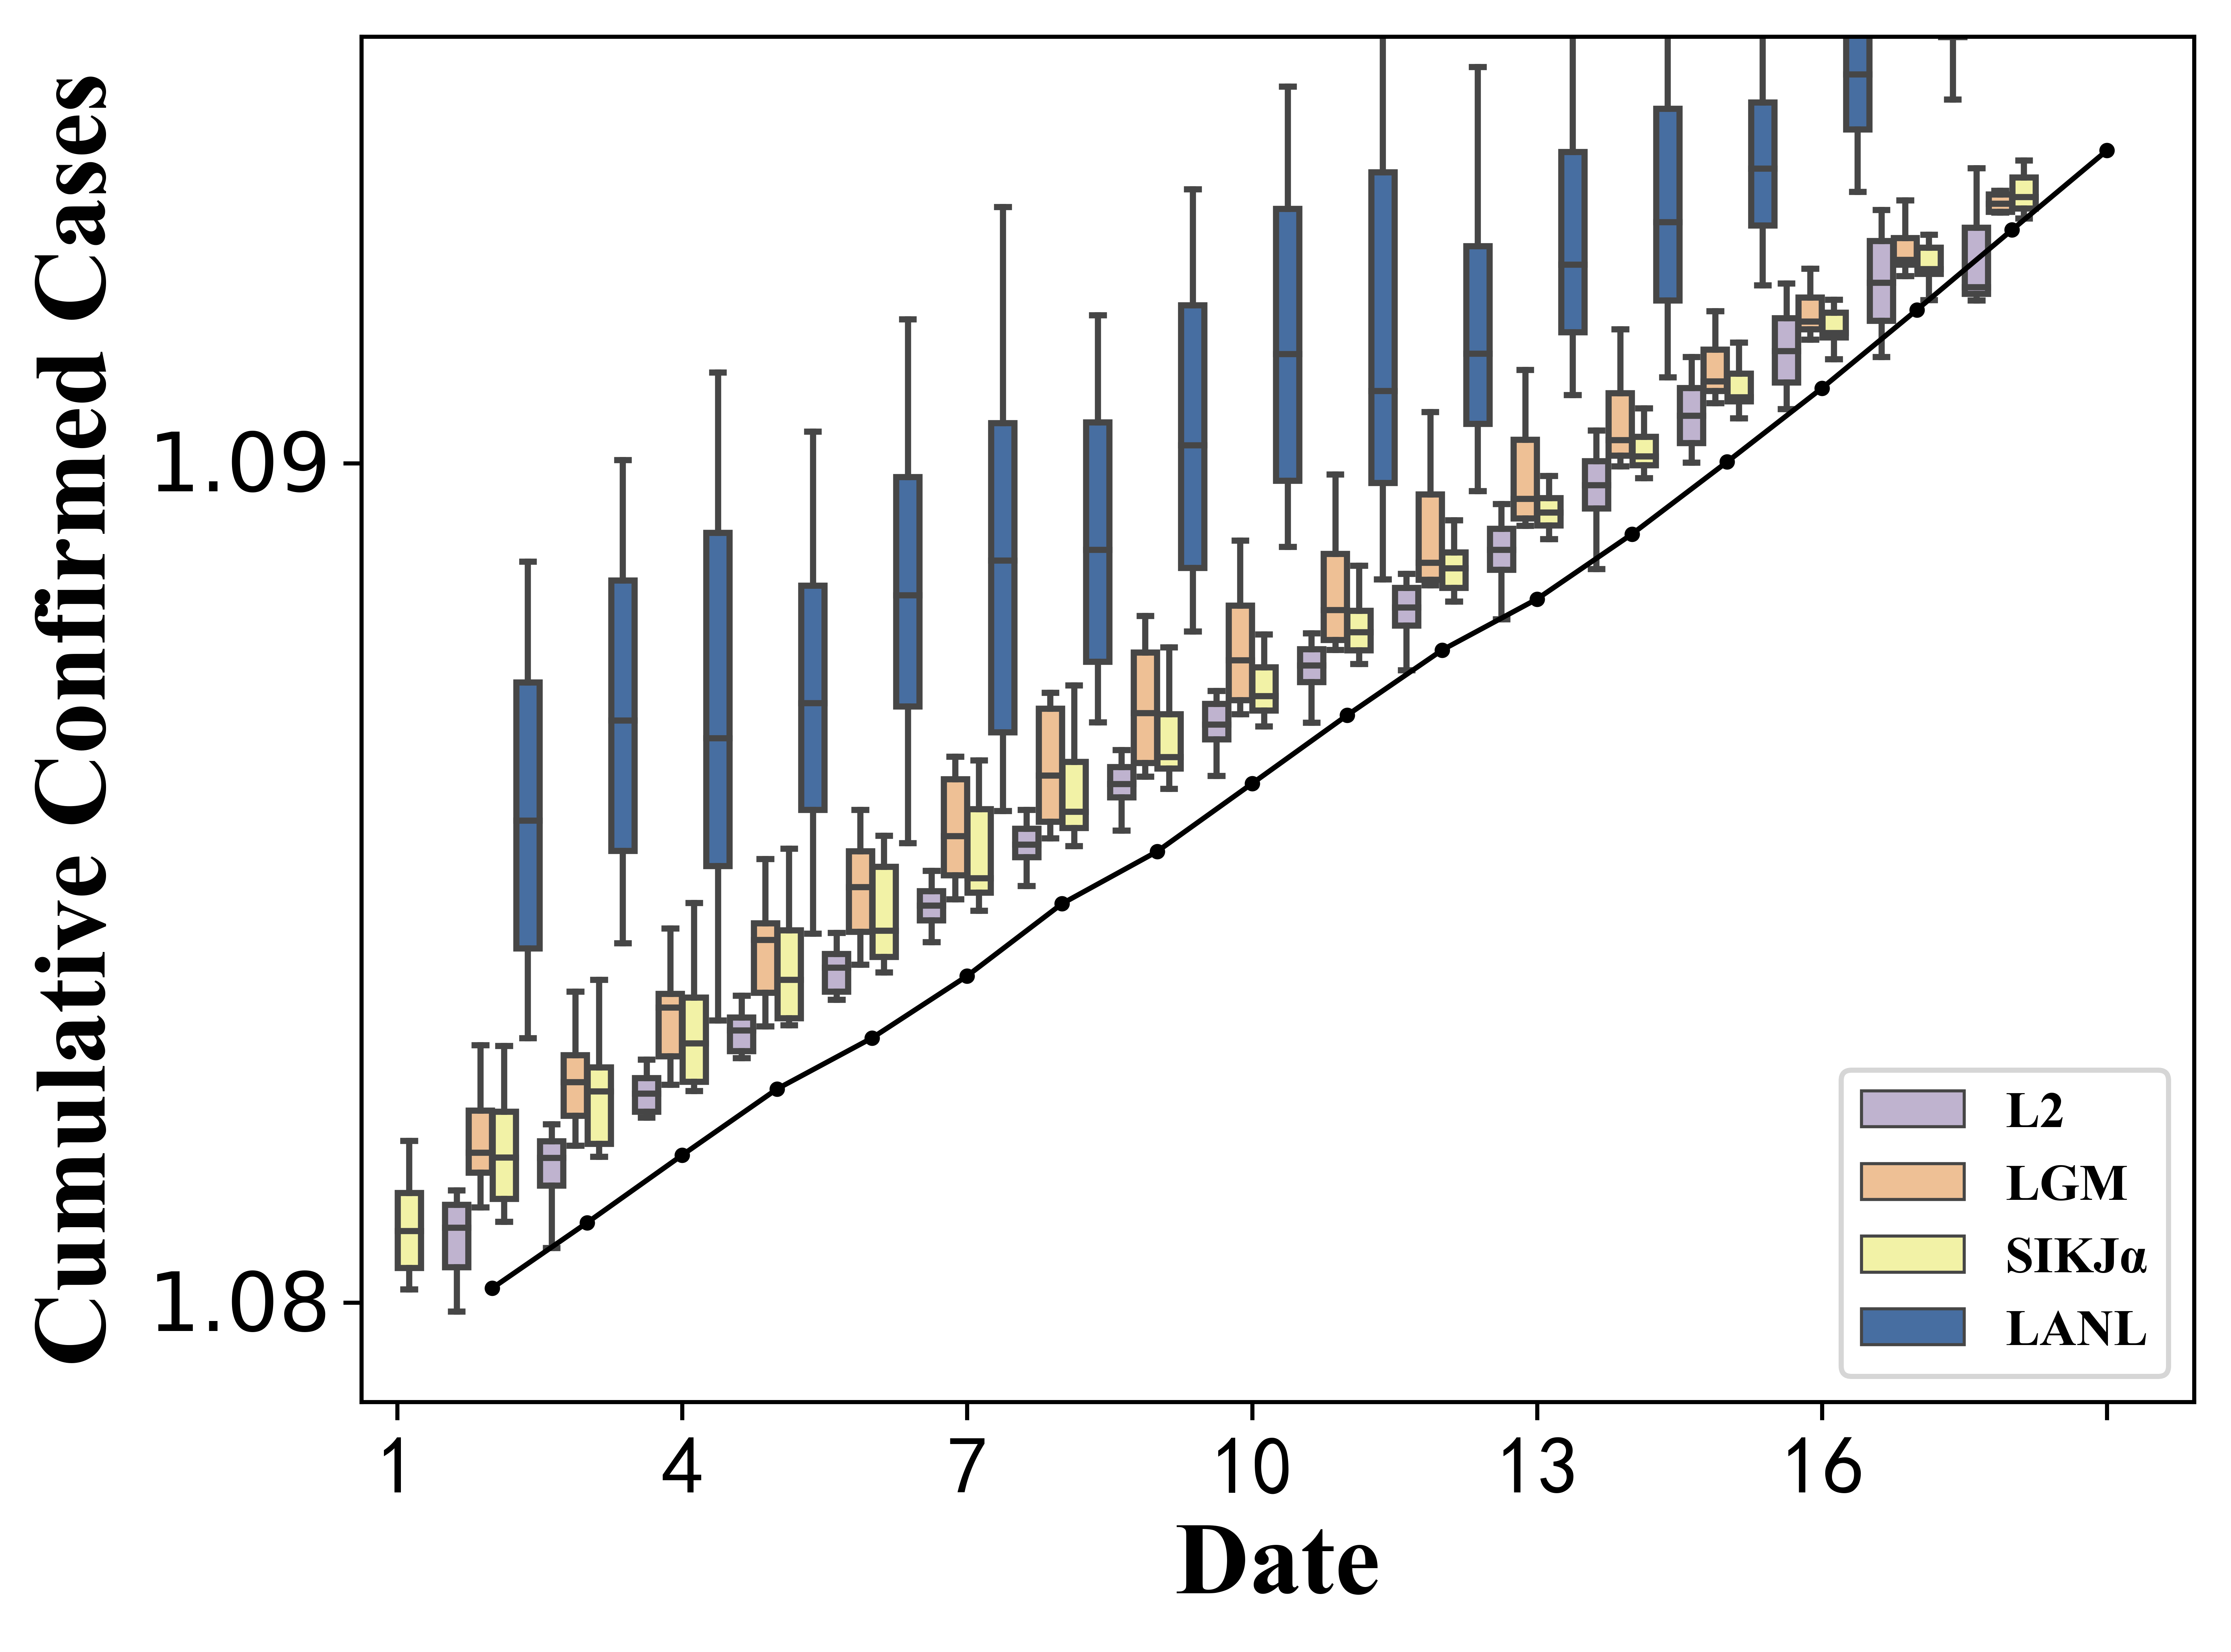 Cumulative Confirmed Cases
1.09
1.08
1 4 7 10 13 16
Date
L2
LGM
SIKJα
LANL